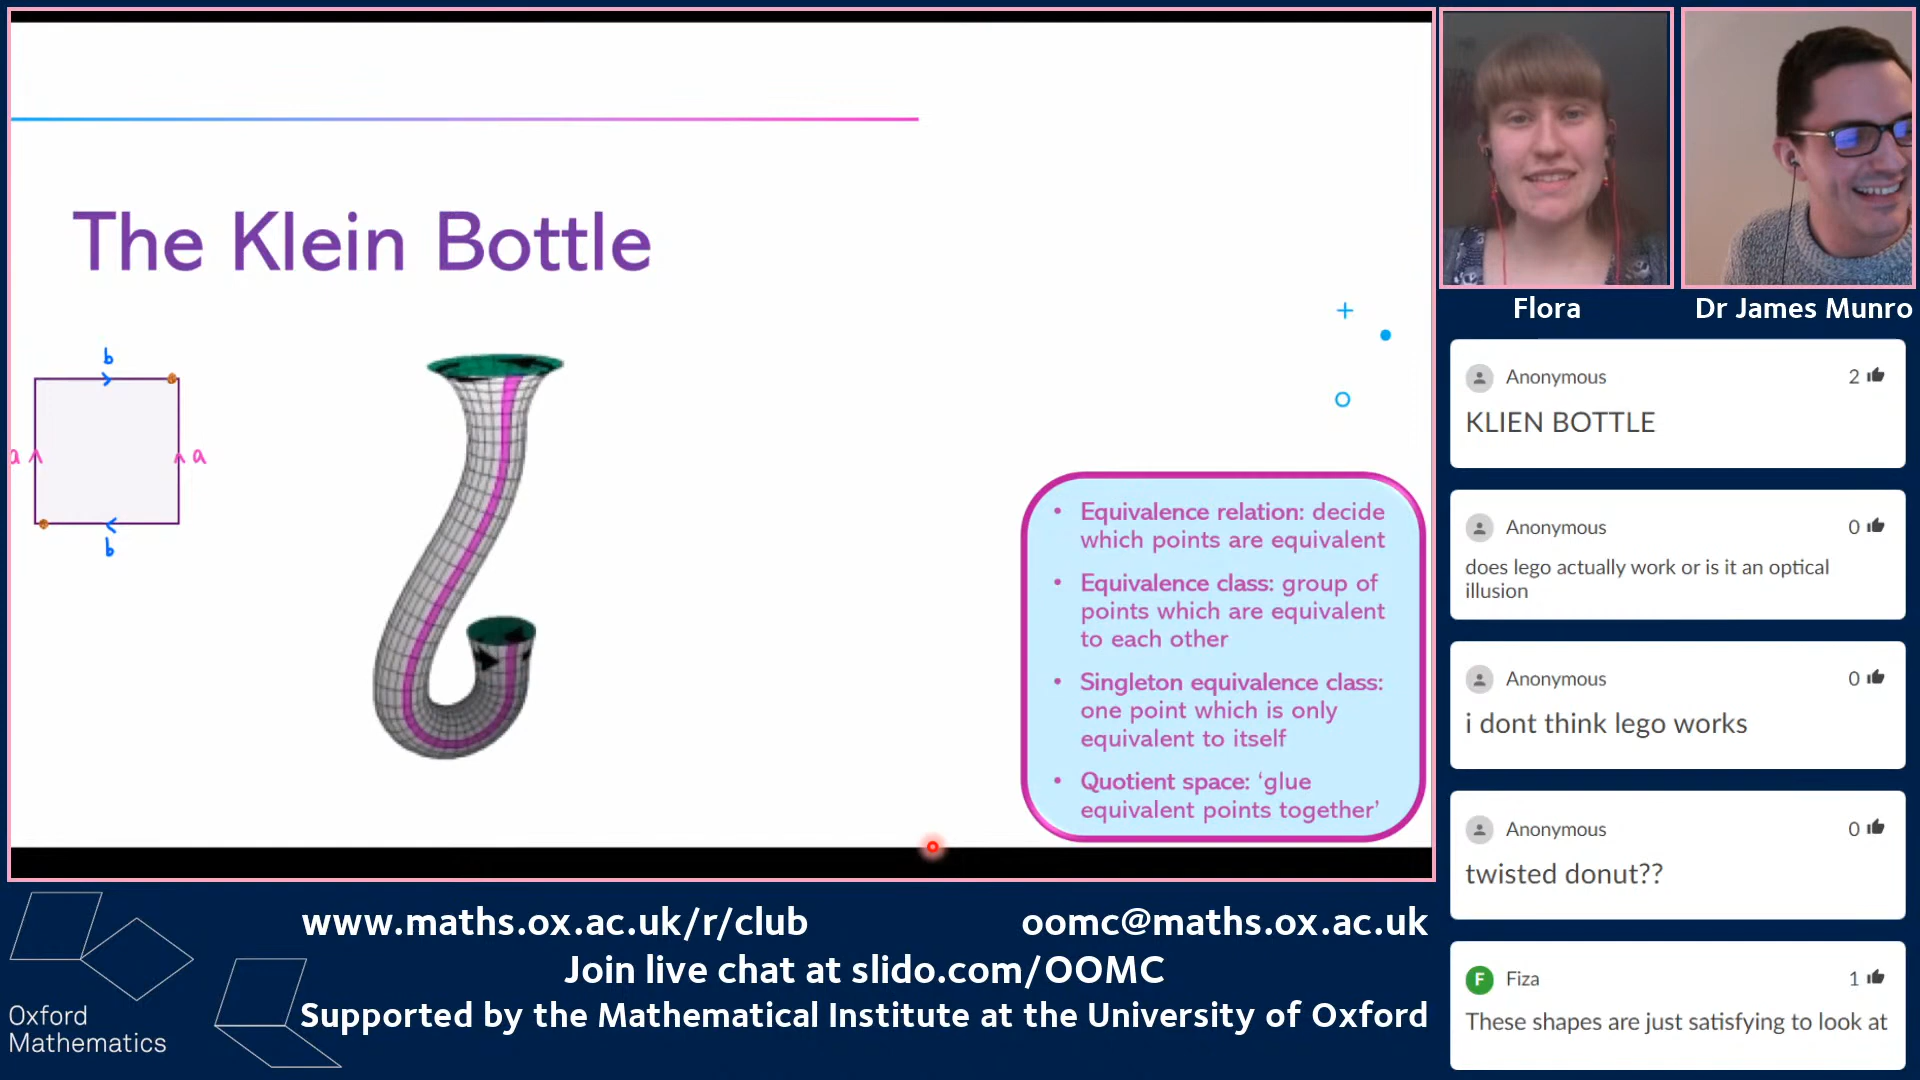 The Klein Bottle
b
a
a
b
• Equivalence relation: decide
which points are equivalent
• Equivalence class: group of
points which are equivalent
to each other
• Singleton equivalence class:
one point which is only
equivalent to itself
• Quotient space: ‘glue
equivalent points together’
Flora
Dr James Munro
Anonymous 2
KLIEN BOTTLE
Anonymous 0
does lego actually work or is it an optical
illusion
Anonymous 0
i dont think lego works
Anonymous 0
twisted donut??
F Fiza 1
These shapes are just satisfying to look at
www.maths.ox.ac.uk/r/club oomc@maths.ox.ac.uk
Join live chat at slido.com/OOMC
Supported by the Mathematical Institute at the University of Oxford
Oxford
Mathematics